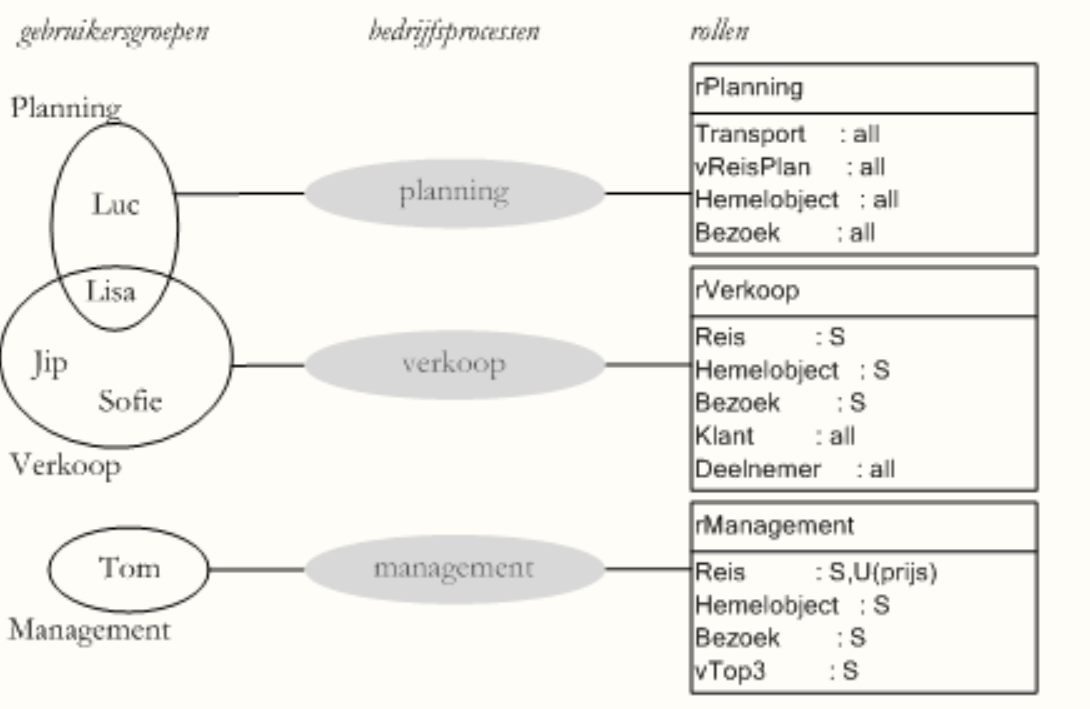 gebruikersgroepen bedrijfsprocessen rollen
Planning
Luc
Lisa
Jip
Sofie
Verkoop
Tom
Management
planning
verkoop
management
rPlanning
Transport : all
vReisPlan : all
Hemelobject : all
Bezoek : all
rVerkoop
Reis : S
Hemelobject : S
Bezoek : S
Klant : all
Deelnemer : all
rManagement
Reis : S,U(prijs)
Hemelobject : S
Bezoek : S
vTop3 : S